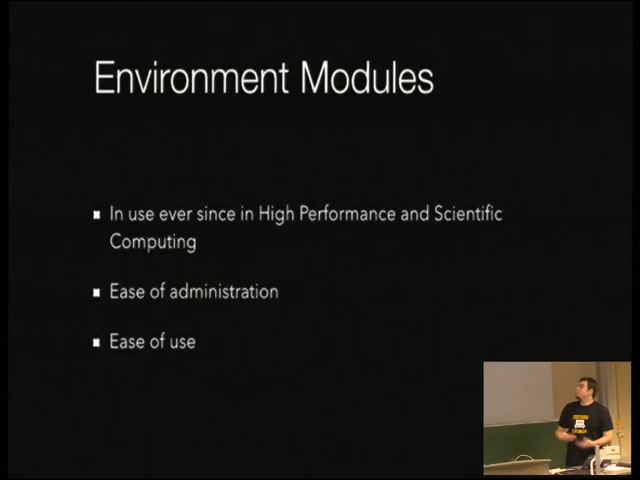 Environment Modules
In use ever since in High Performance and Scientific
Computing
Ease of administration
Ease of use